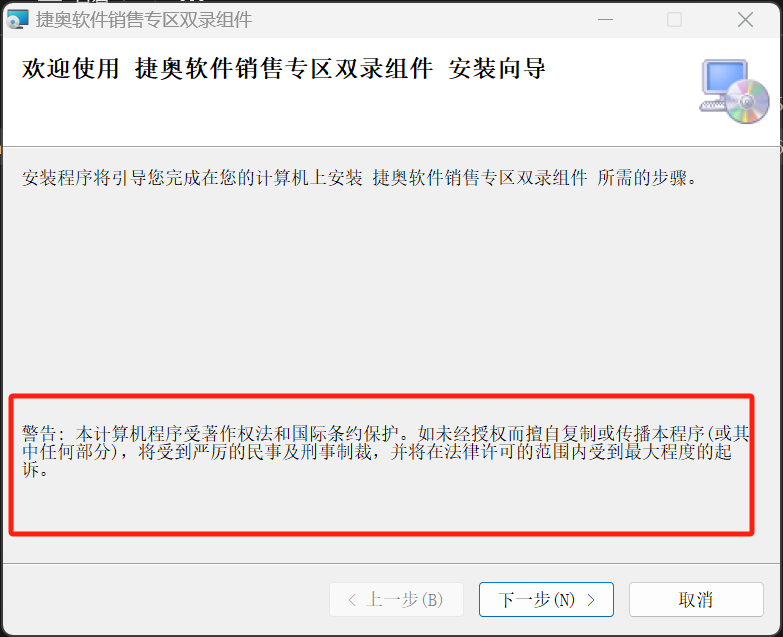 捷奥软件销售专区双录组件
欢迎使用 捷奥软件销售专区双录组件 安装向导
安装程序将引导您完成在您的计算机上安装 捷奥软件销售专区双录组件 所需的步骤。
警告: 本计算机程序受著作权法和国际条约保护。如未经授权而擅自复制或传播本程序(或其
中任何部分)，将受到严厉的民事及刑事制裁，并将在法律许可的范围内受到最大程度的起
诉。
< 上一步(B)
下一步(N) >
取消